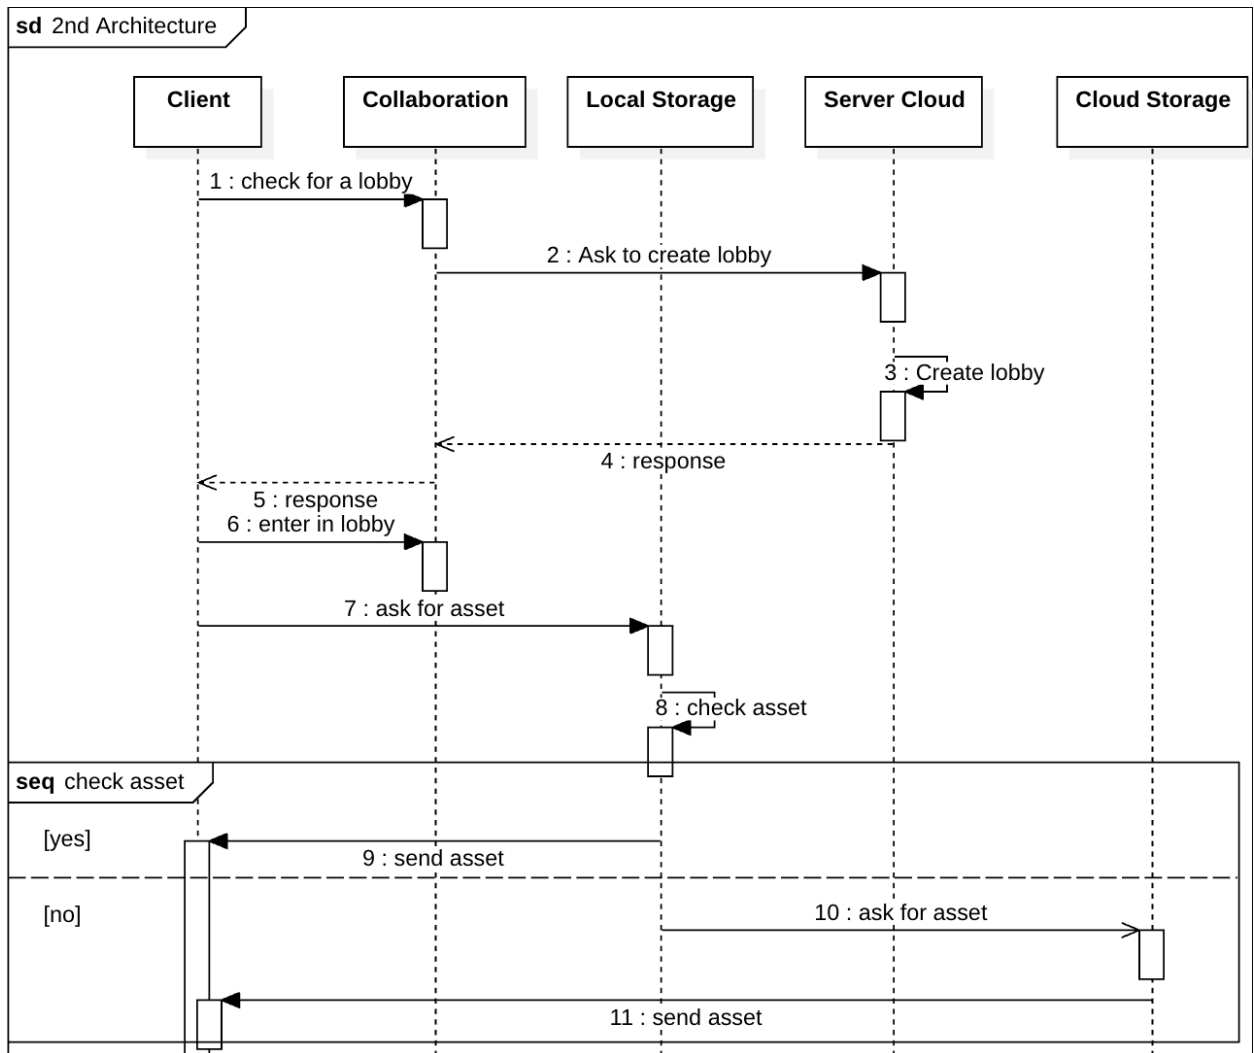 sd 2nd Architecture
Client
Collaboration
Local Storage
Server Cloud
Cloud Storage
1 : check for a lobby
2 : Ask to create lobby
3 : Create lobby
4 : response
5 : response
6 : enter in lobby
7 : ask for asset
8 : check asset
seq check asset
[yes]
9 : send asset
[no]
10 : ask for asset
11 : send asset